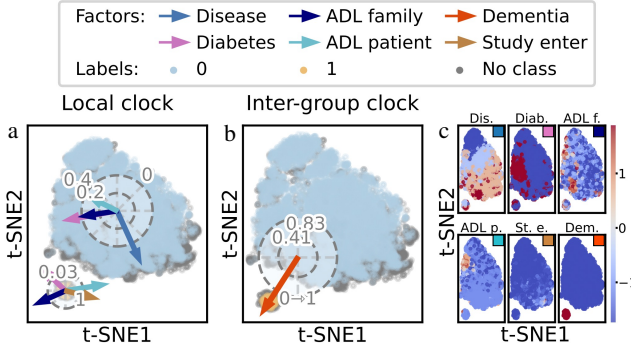 Factors: Disease ADL family Dementia
Diabetes ADL patient Study enter
Labels: 0 1 No class
Local clock Inter-group clock
a b c
Dis. Diab. ADL f.
0
0.4
0.2
0.03
1
0.83
0.41
0→1
ADL p. St. e. Dem.
1
0
−1
t-SNE2 t-SNE2 t-SNE2
t-SNE1 t-SNE1 t-SNE1